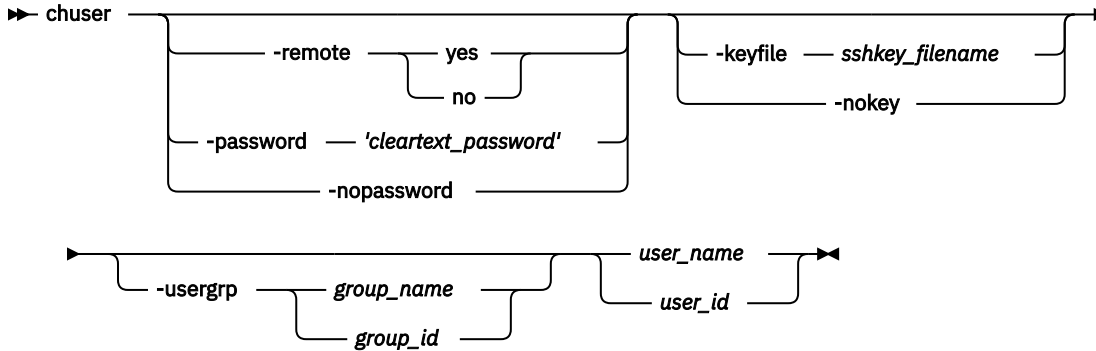 chuser
-remote yes
no
-password 'cleartext_password'
-nopassword
-keyfile sshkey_filename
-nokey
-usergrp group_name
group_id
user_name
user_id